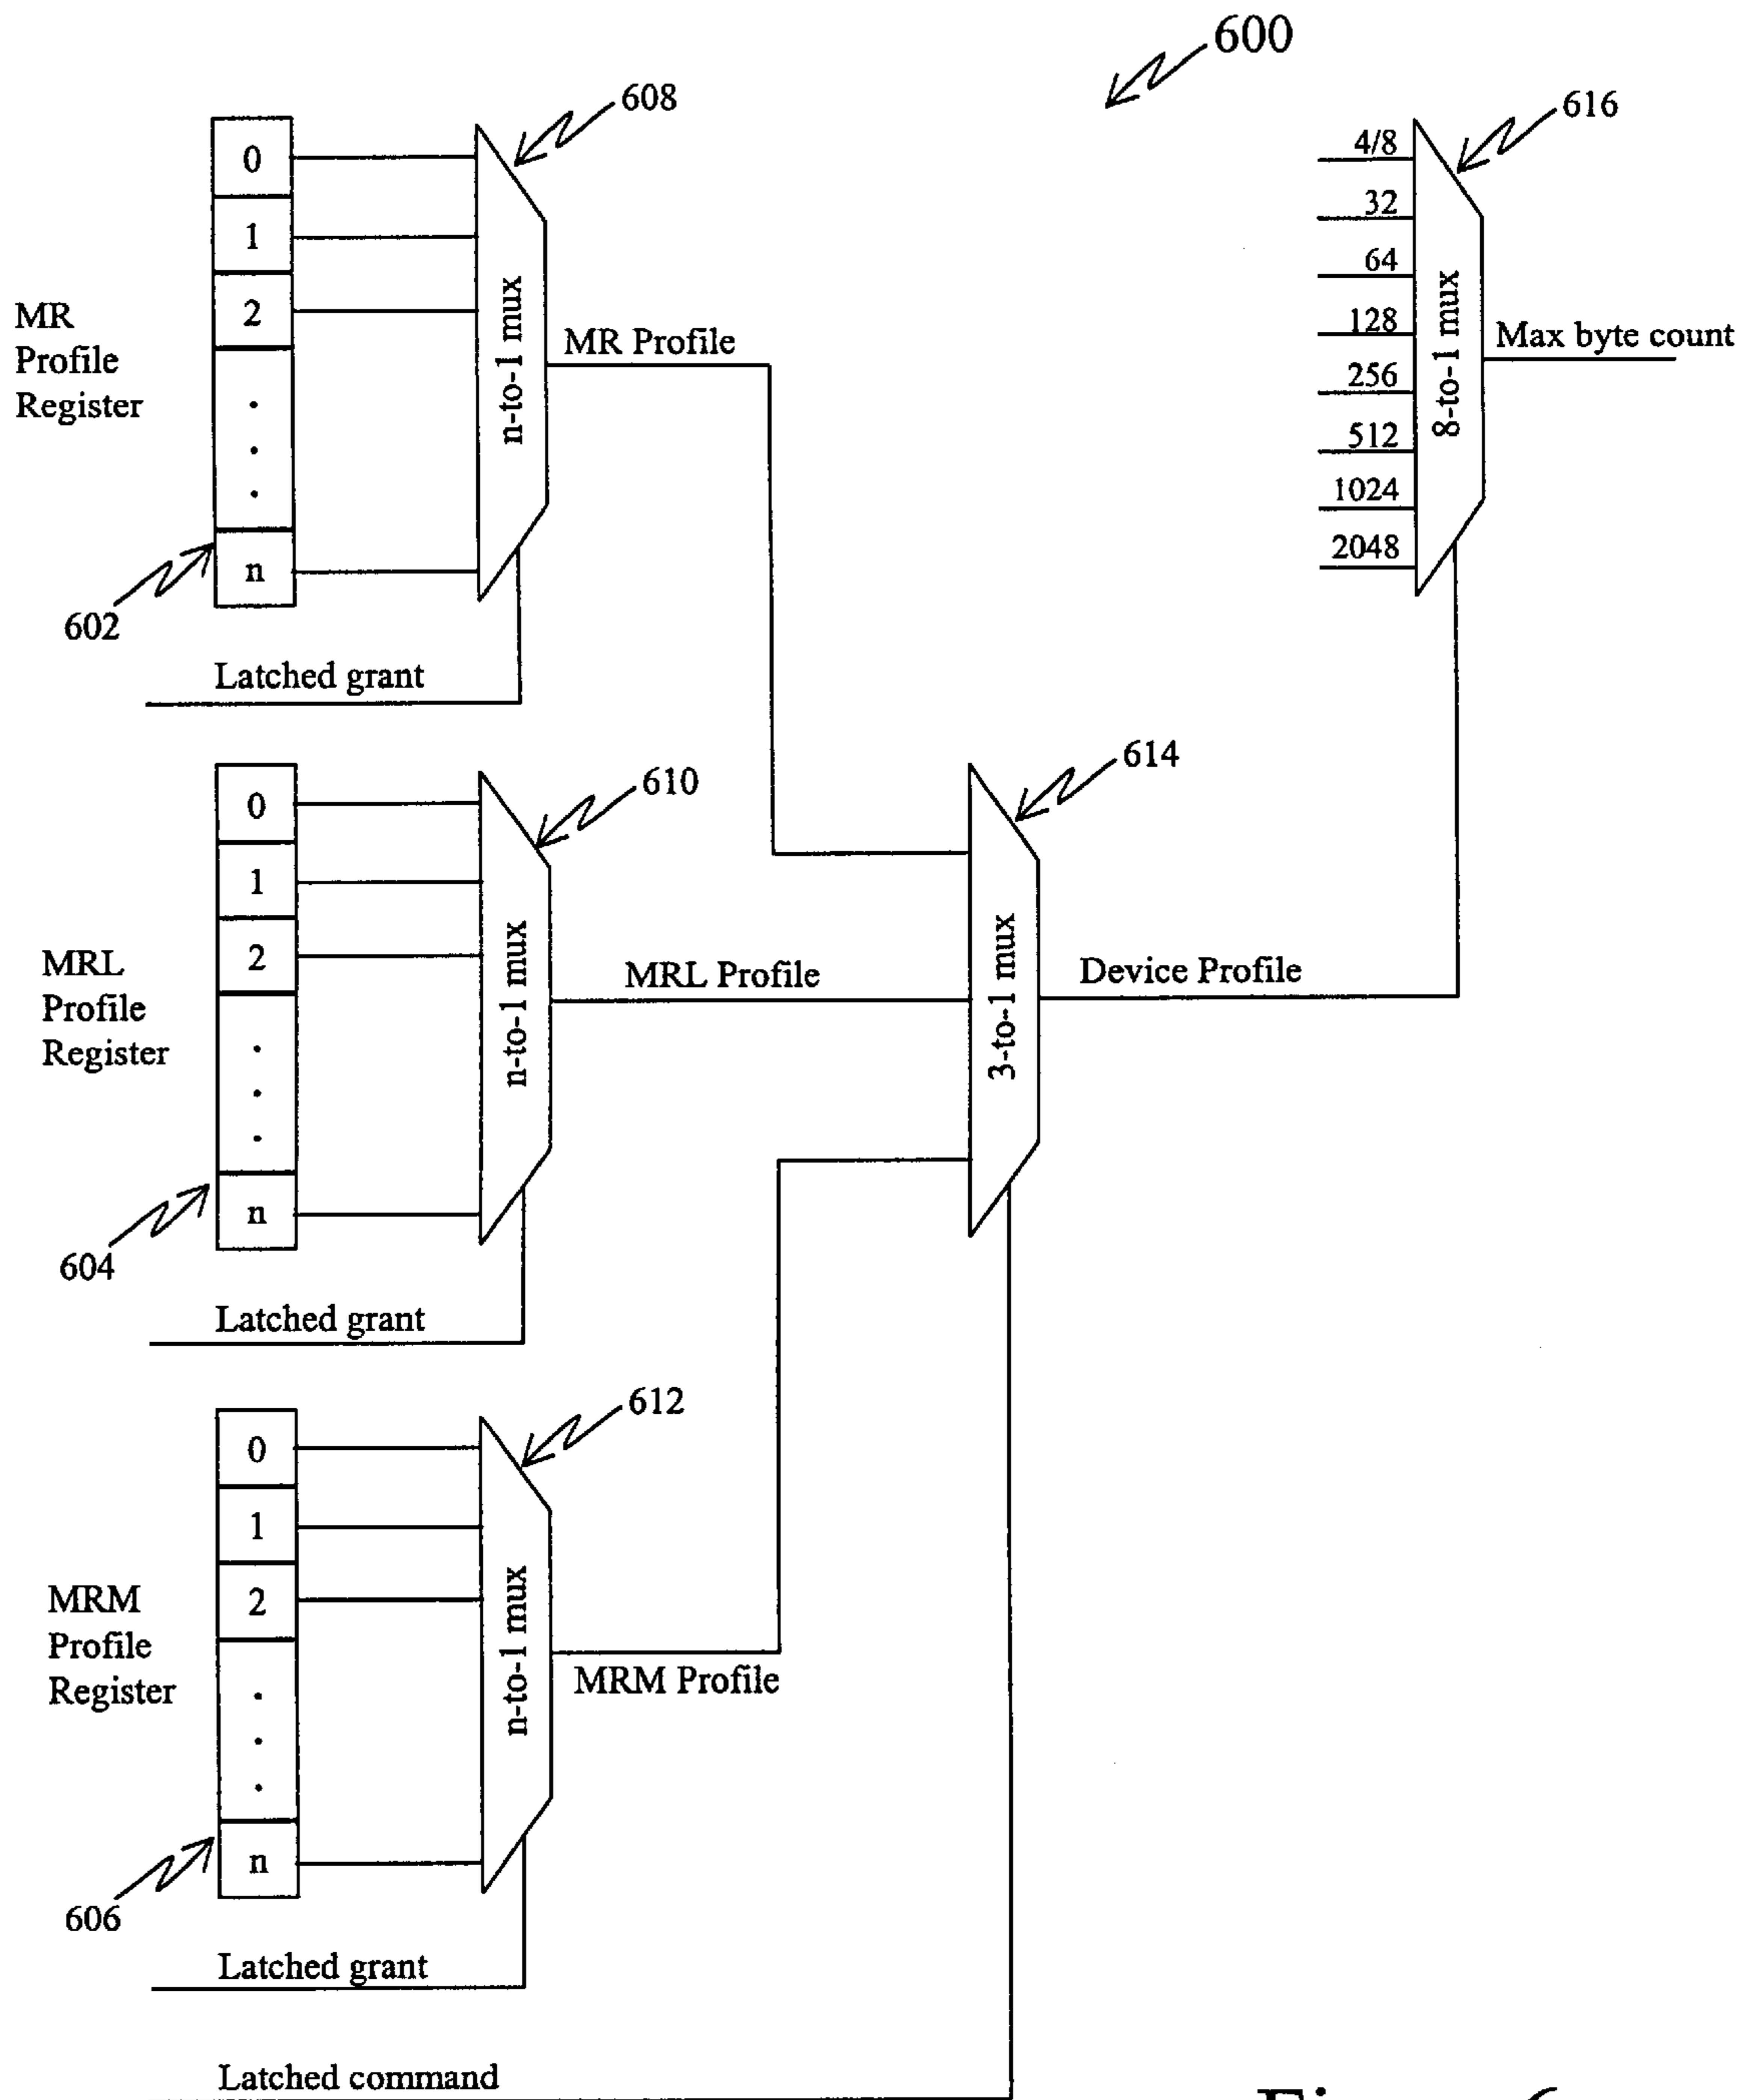 600
608
616
0
1
2
.
.
.
n
MR
Profile
Register
n-to-1 mux
MR Profile
602
Latched grant
4/8
32
64
128
256
512
1024
2048
8-to-1 mux
Max byte count
610
614
0
1
2
.
.
.
n
MRL
Profile
Register
n-to-1 mux
MRL Profile
3-to-1 mux
Device Profile
604
Latched grant
612
0
1
2
.
.
.
n
MRM
Profile
Register
n-to-1 mux
MRM Profile
606
Latched grant
Latched command